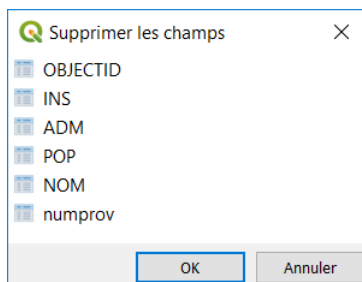 Supprimer les champs
OBJECTID
INS
ADM
POP
NOM
numprov
OK Annuler